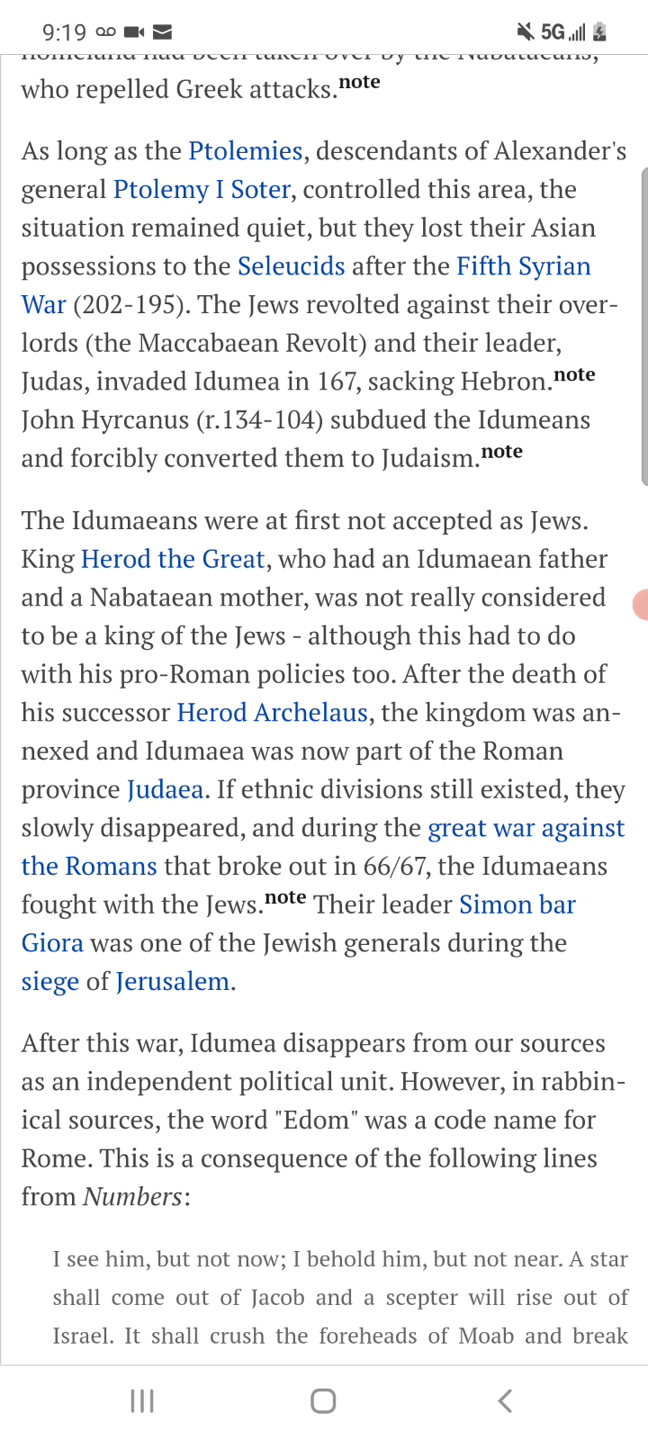 9:19
5G
who repelled Greek attacks.note
As long as the Ptolemies, descendants of Alexander's
general Ptolemy I Soter, controlled this area, the
situation remained quiet, but they lost their Asian
possessions to the Seleucids after the Fifth Syrian
War (202-195). The Jews revolted against their over-
lords (the Maccabaean Revolt) and their leader,
Judas, invaded Idumea in 167, sacking Hebron.note
John Hyrcanus (r.134-104) subdued the Idumeans
and forcibly converted them to Judaism.note
The Idumaeans were at first not accepted as Jews.
King Herod the Great, who had an Idumaean father
and a Nabataean mother, was not really considered
to be a king of the Jews - although this had to do
with his pro-Roman policies too. After the death of
his successor Herod Archelaus, the kingdom was an-
nexed and Idumaea was now part of the Roman
province Judaea. If ethnic divisions still existed, they
slowly disappeared, and during the great war against
the Romans that broke out in 66/67, the Idumaeans
fought with the Jews.note Their leader Simon bar
Giora was one of the Jewish generals during the
siege of Jerusalem.
After this war, Idumea disappears from our sources
as an independent political unit. However, in rabbin-
ical sources, the word "Edom" was a code name for
Rome. This is a consequence of the following lines
from Numbers:
I see him, but not now; I behold him, but not near. A star
shall come out of Jacob and a scepter will rise out of
Israel. It shall crush the foreheads of Moab and break